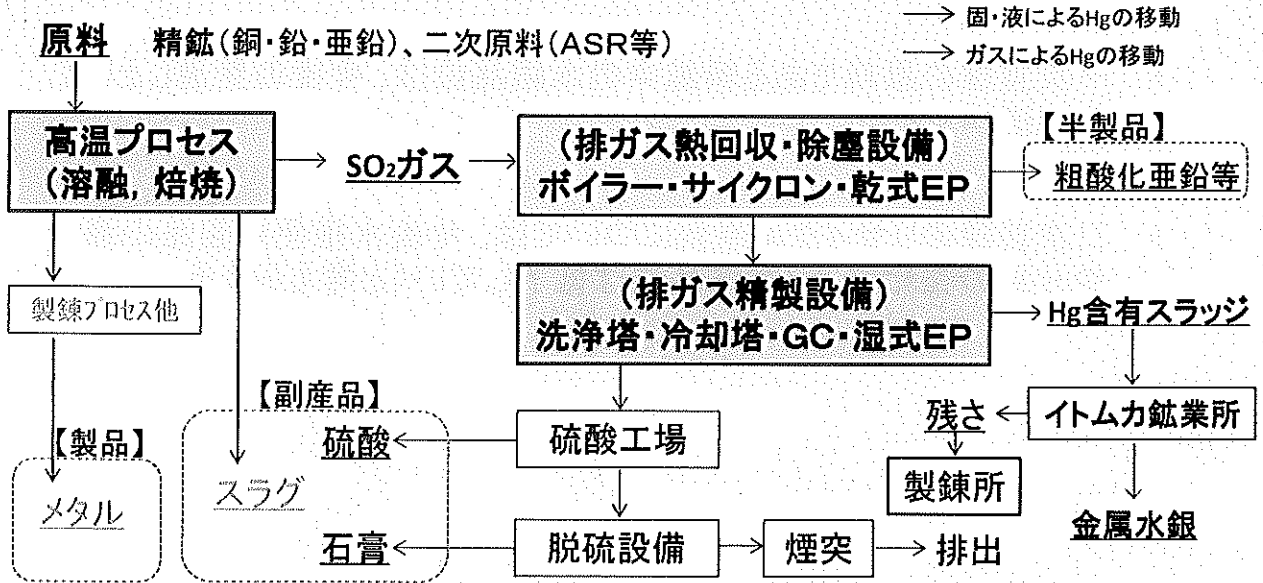 原料　精鉱(銅・鉛・亜鉛)、二次原料(ASR等)
固・液によるHgの移動
ガスによるHgの移動
高温プロセス
(溶融, 焙焼)
SO₂ガス
(排ガス熱回収・除塵設備)
ボイラー・サイクロン・乾式EP
【半製品】
粗酸化亜鉛等
製錬プロセス他
(排ガス精製設備)
洗浄塔・冷却塔・GC・湿式EP
Hg含有スラッジ
【副産品】
硫酸
硫酸工場
残さ
イトムカ鉱業所
【製品】
メタル
スラグ
製錬所
石膏
脱硫設備
煙突
排出
金属水銀